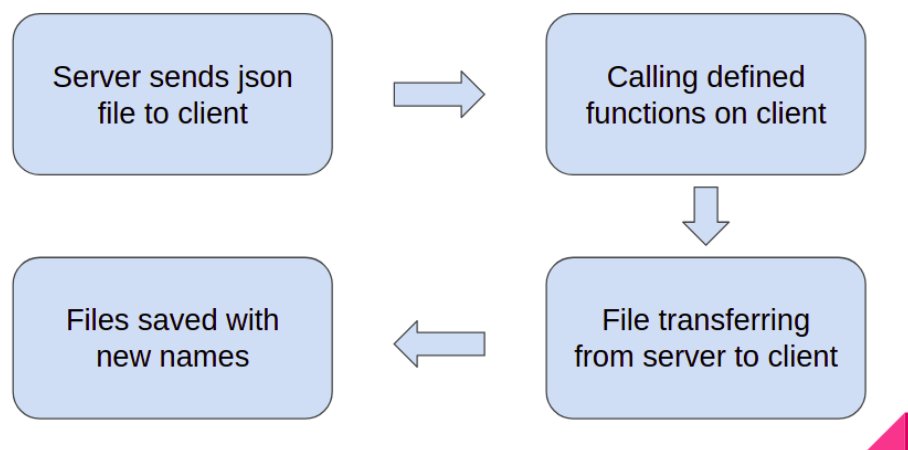 Server sends json
file to client
Calling defined
functions on client
File transferring
from server to client
Files saved with
new names